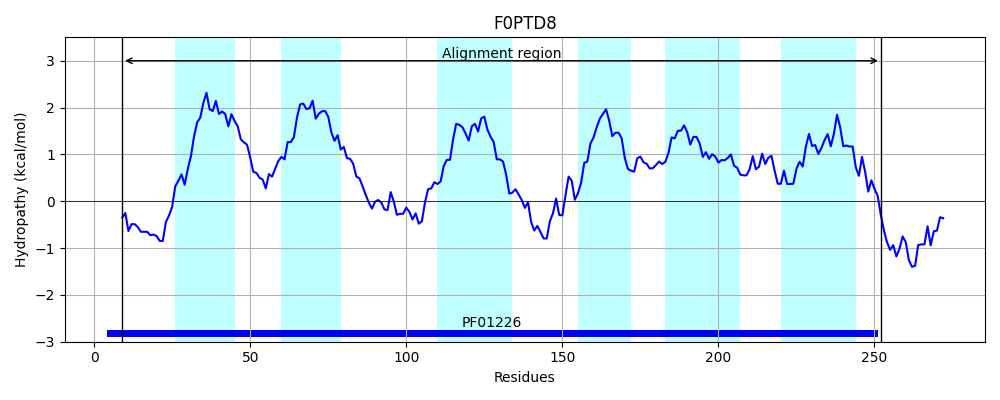 F0PTD8
Hydropathy (kcal/mol)
3
2
1
0
−1
−2
−3
Alignment region
PF01226
0 50 100 150 200 250
Residues